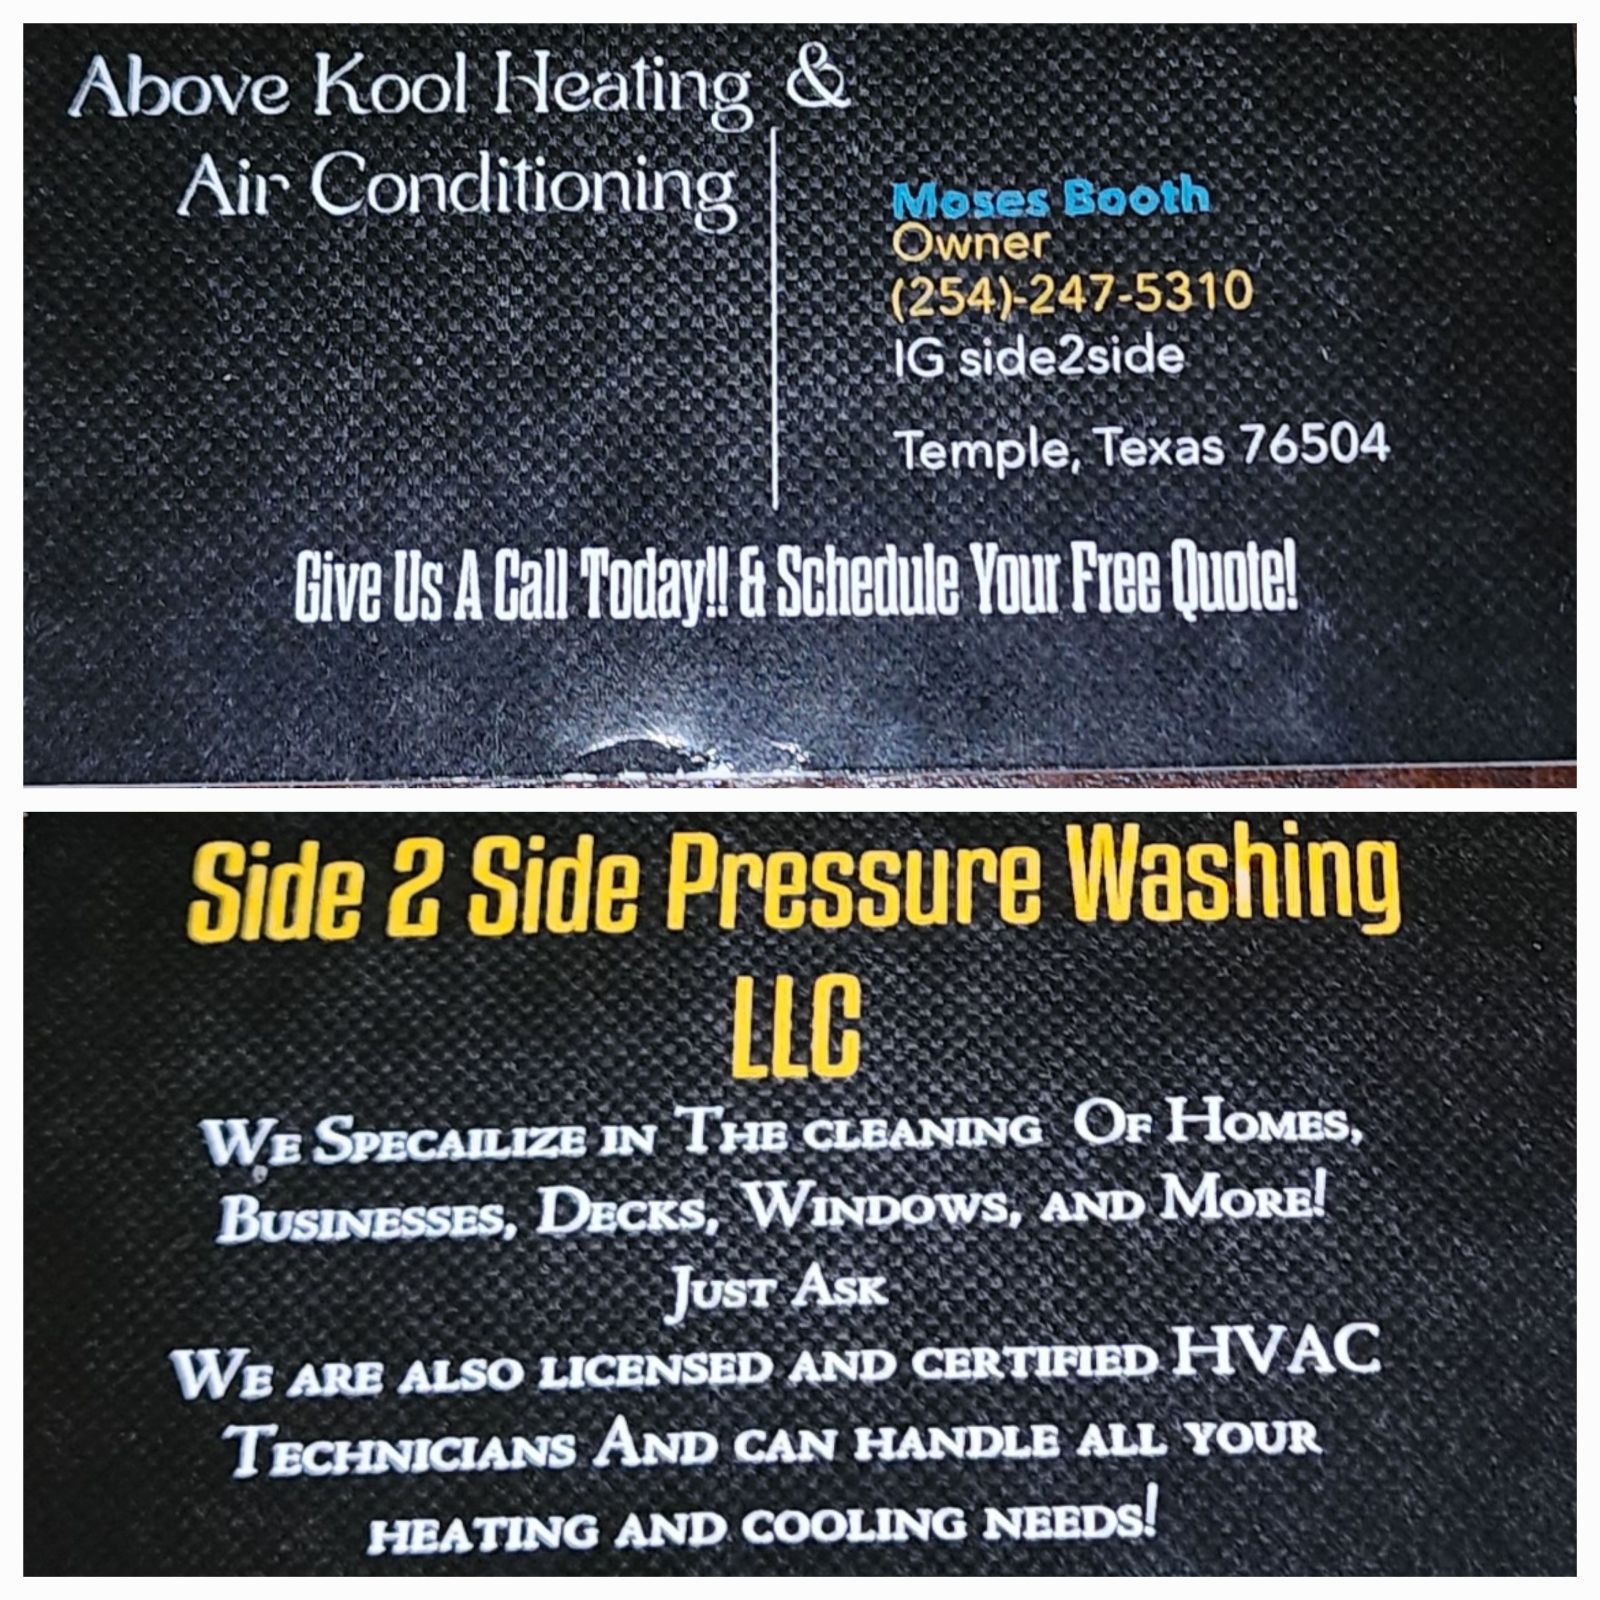 Above Kool Heating &
Air Conditioning
Moses Booth
Owner
(254)-247-5310
IG side2side
Temple, Texas 76504
Give Us A Call Today!! & Schedule Your Free Quote!
Side 2 Side Pressure Washing
LLC
We Specailize in The cleaning Of Homes,
Businesses, Decks, Windows, and More!
Just Ask
We are also licensed and certified HVAC
Technicians And can handle all your
heating and cooling needs!